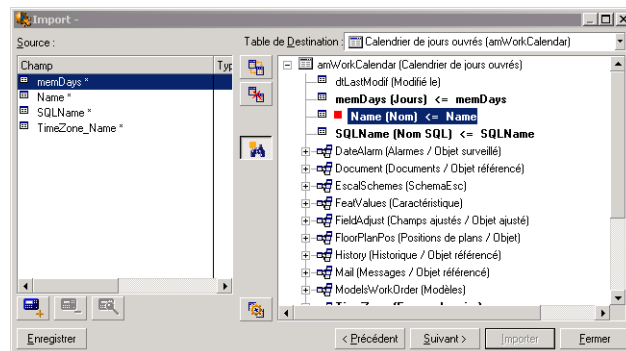 Import -
Source :
Table de Destination : Calendrier de jours ouvrés (amWorkCalendar)
Champ Typ
memDays *
Name *
SQLName *
TimeZone_Name *
amWorkCalendar (Calendrier de jours ouvrés)
dtLastModif (Modifié le)
memDays (Jours) <= memDays
Name (Nom) <= Name
SQLName (Nom SQL) <= SQLName
DateAlarm (Alarmes / Objet surveillé)
Document (Documents / Objet référencé)
EscalSchemes (SchemaEsc)
FeatValues (Caractéristique)
FieldAdjust (Champs ajustés / Objet ajusté)
FloorPlanPos (Positions de plans / Objet)
History (Historique / Objet référencé)
Mail (Messages / Objet référencé)
ModelsWorkOrder (Modèles)
Enregistrer
< Précédent
Suivant >
Importer
Fermer